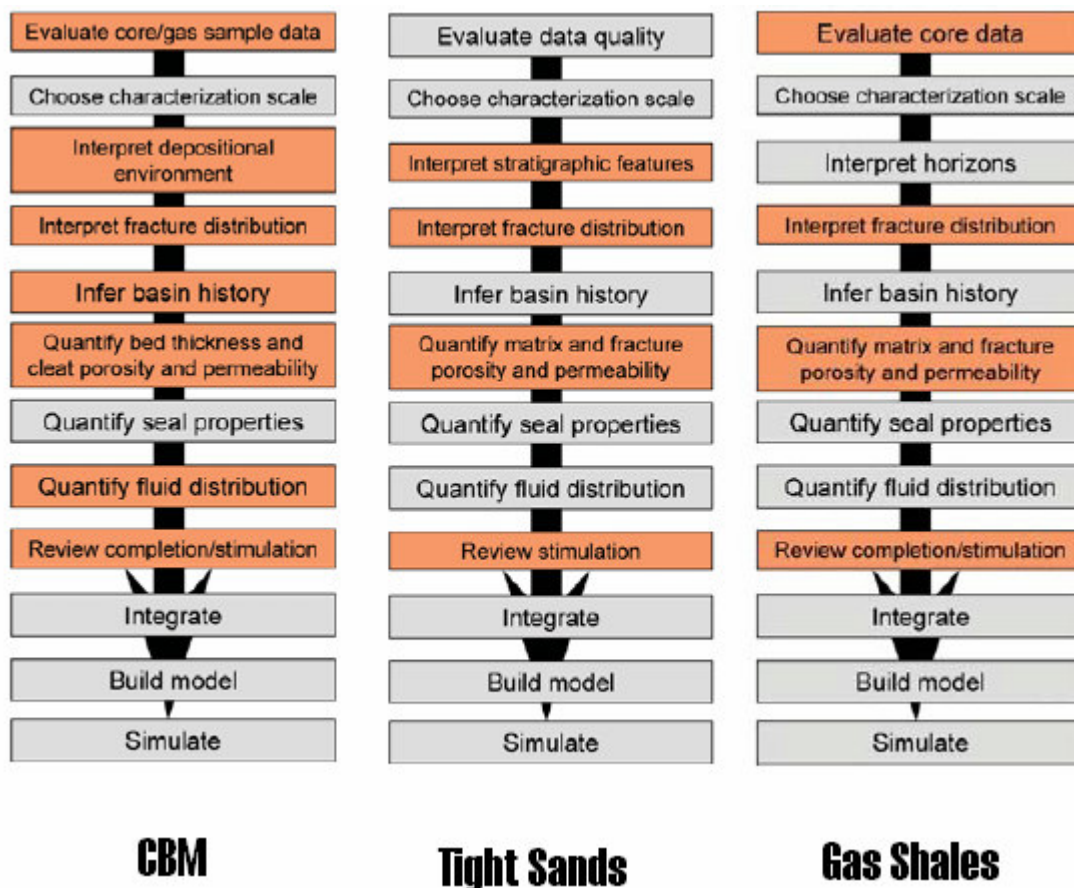 Evaluate core/gas sample data
Choose characterization scale
Interpret depositional
environment
Interpret fracture distribution
Infer basin history
Quantify bed thickness and
cleat porosity and permeability
Quantify seal properties
Quantify fluid distribution
Review completion/stimulation
Integrate
Build model
Simulate
CBM
Evaluate data quality
Choose characterization scale
Interpret stratigraphic features
Interpret fracture distribution
Infer basin history
Quantify matrix and fracture
porosity and permeability
Quantify seal properties
Quantify fluid distribution
Review stimulation
Integrate
Build model
Simulate
Tight Sands
Evaluate core data
Choose characterization scale
Interpret horizons
Interpret fracture distribution
Infer basin history
Quantify matrix and fracture
porosity and permeability
Quantify seal properties
Quantify fluid distribution
Review completion/stimulation
Integrate
Build model
Simulate
Gas Shales